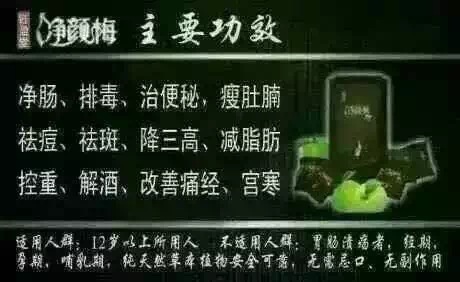 净颜梅 主要功效
净肠、排毒、治便秘，瘦肚腩
祛痘、祛斑、降三高、减脂肪
控重、解酒、改善痛经、宫寒
适用人群：12岁以上所用人 不适用人群：胃肠溃疡者，经期，
孕期，哺乳期，纯天然草本植物安全可靠，无需忌口、无副作用